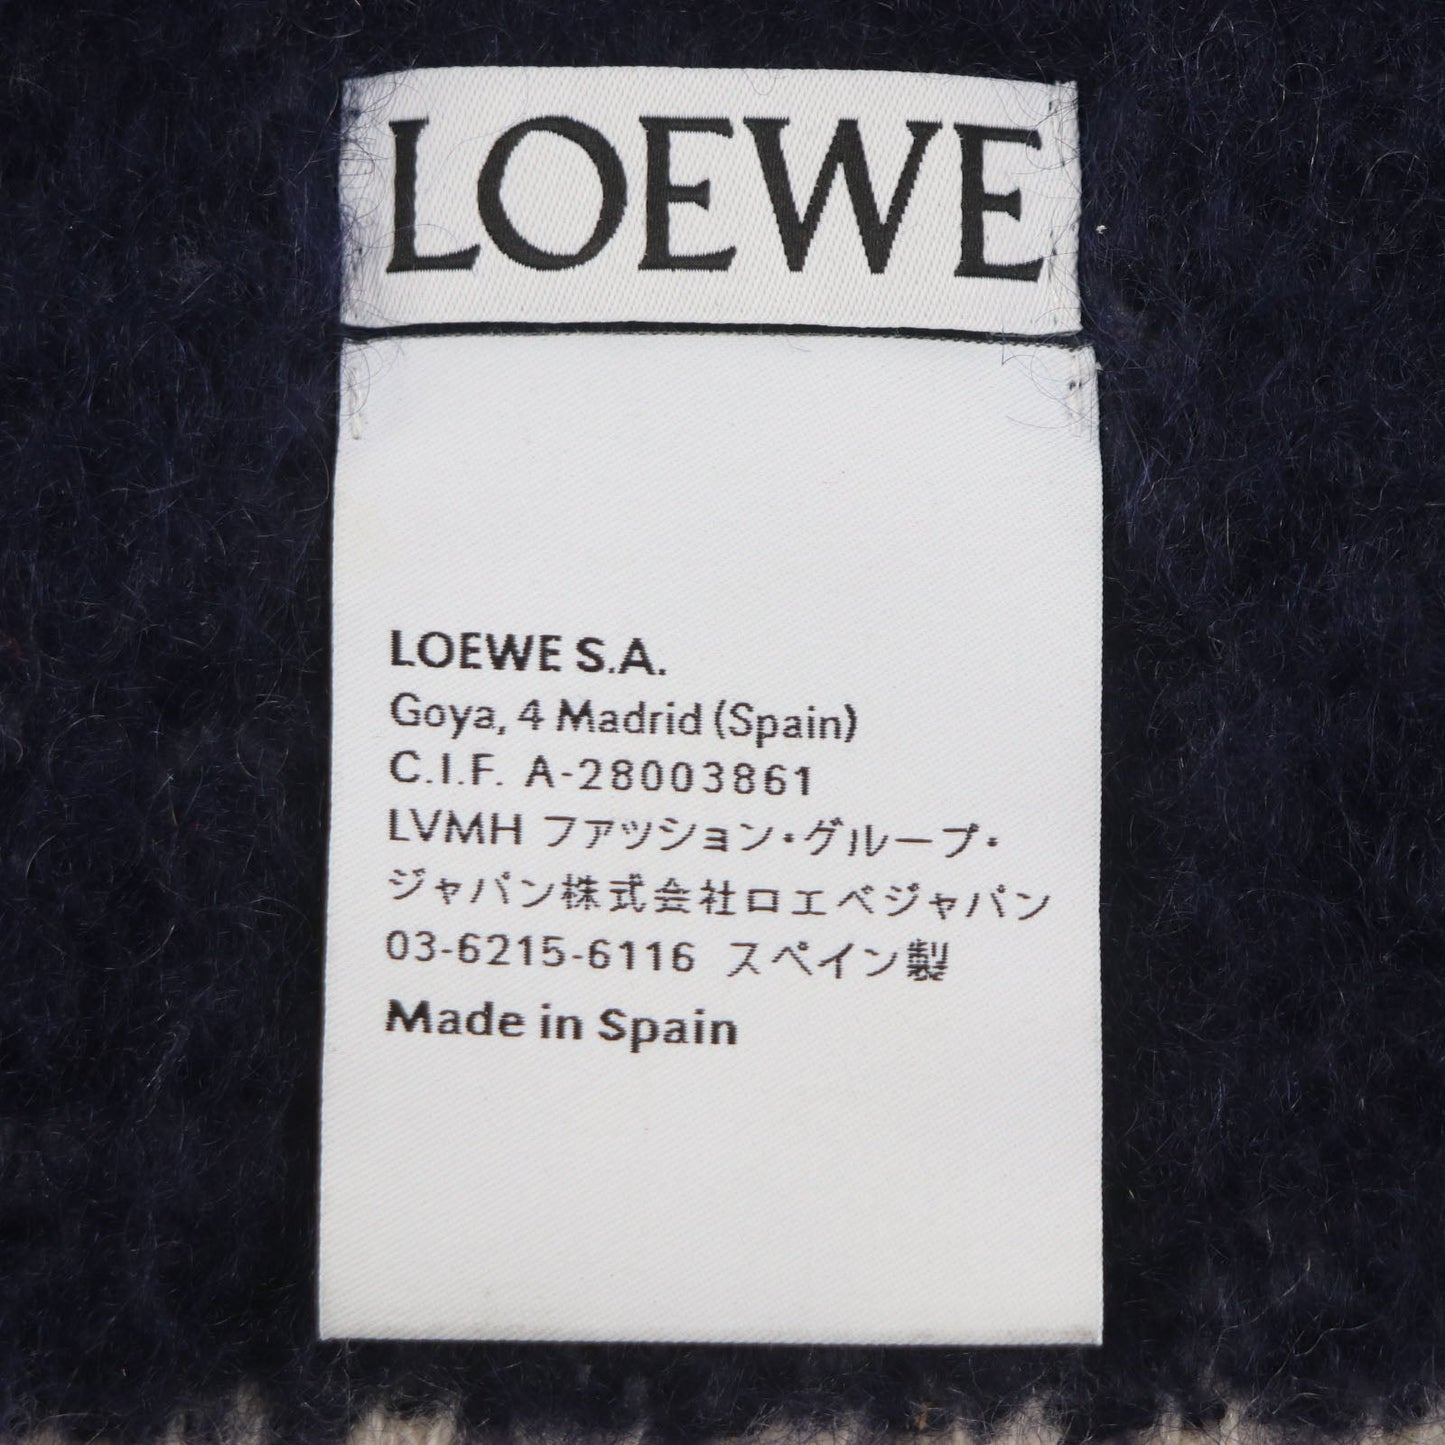 LOEWE
LOEWE S.A.
Goya, 4 Madrid (Spain)
C.I.F. A-28003861
LVMH ファッション・グループ・
ジャパン株式会社ロエベジャパン
03-6215-6116 スペイン製
Made in Spain